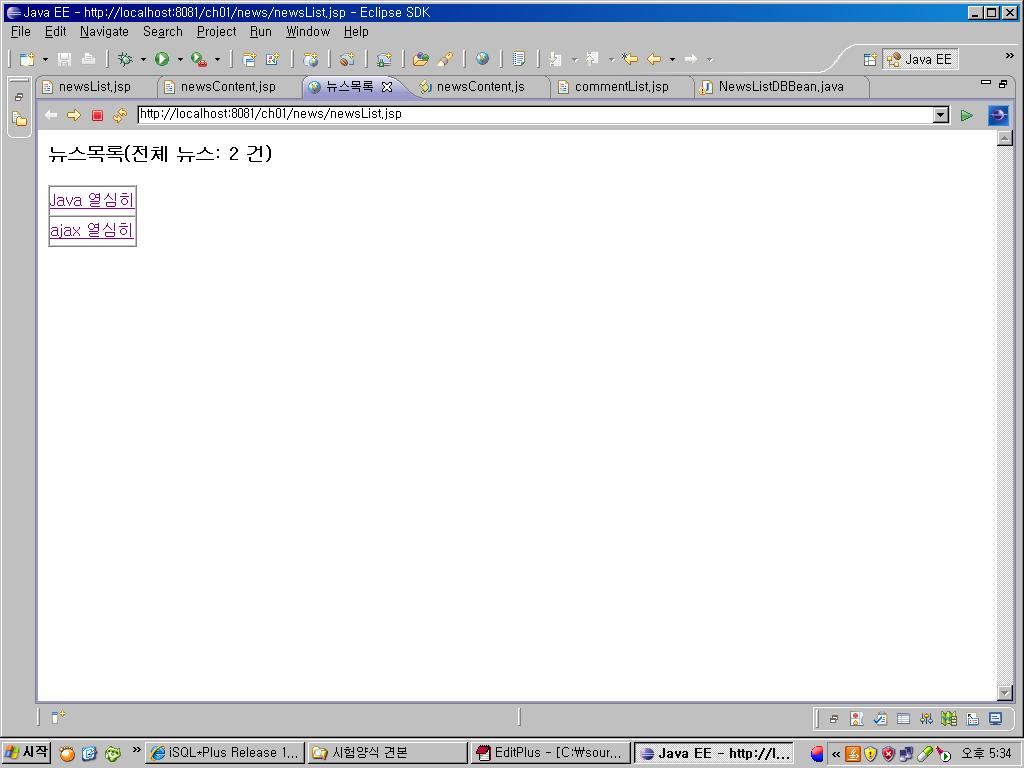 Java EE - http://localhost:8081/ch01/news/newsList.jsp - Eclipse SDK
File Edit Navigate Search Project Run Window Help
Java EE
newsList.jsp newsContent.jsp 뉴스목록 newsContent.js commentList.jsp NewsListDBBean.java
http://localhost:8081/ch01/news/newsList.jsp
뉴스목록(전체 뉴스: 2 건)
Java 열심히
ajax 열심히
시작 iSQL*Plus Release 1... 시험양식 견본 EditPlus - [C:₩sour... Java EE - http://l... 오후 5:34